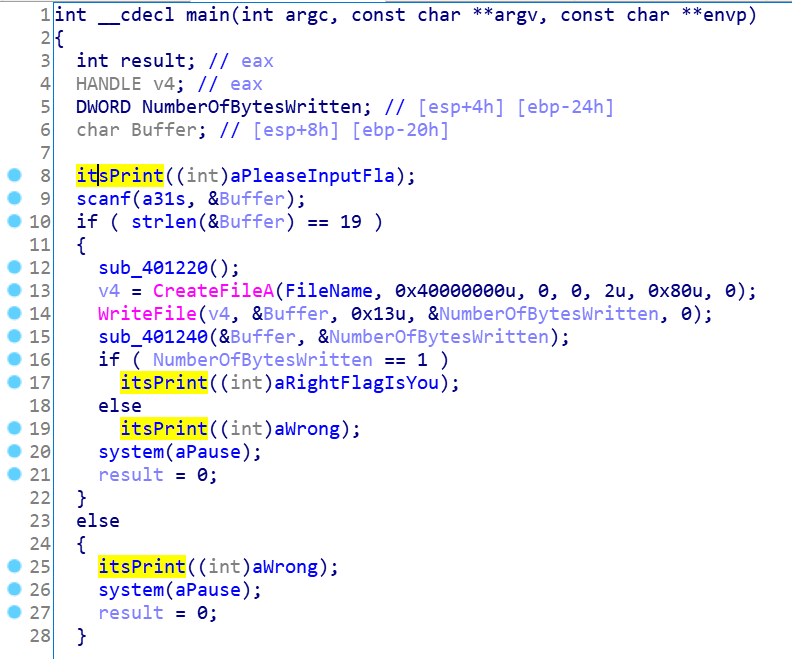 1 int __cdecl main(int argc, const char **argv, const char **envp)
2 {
3   int result; // eax
4   HANDLE v4; // eax
5   DWORD NumberOfBytesWritten; // [esp+4h] [ebp-24h]
6   char Buffer; // [esp+8h] [ebp-20h]
7
8   itsPrint((int)aPleaseInputFla);
9   scanf(a31s, &Buffer);
10   if ( strlen(&Buffer) == 19 )
11   {
12     sub_401220();
13     v4 = CreateFileA(FileName, 0x40000000u, 0, 0, 2u, 0x80u, 0);
14     WriteFile(v4, &Buffer, 0x13u, &NumberOfBytesWritten, 0);
15     sub_401240(&Buffer, &NumberOfBytesWritten);
16     if ( NumberOfBytesWritten == 1 )
17       itsPrint((int)aRightFlagIsYou);
18     else
19       itsPrint((int)aWrong);
20     system(aPause);
21     result = 0;
22   }
23   else
24   {
25     itsPrint((int)aWrong);
26     system(aPause);
27     result = 0;
28   }